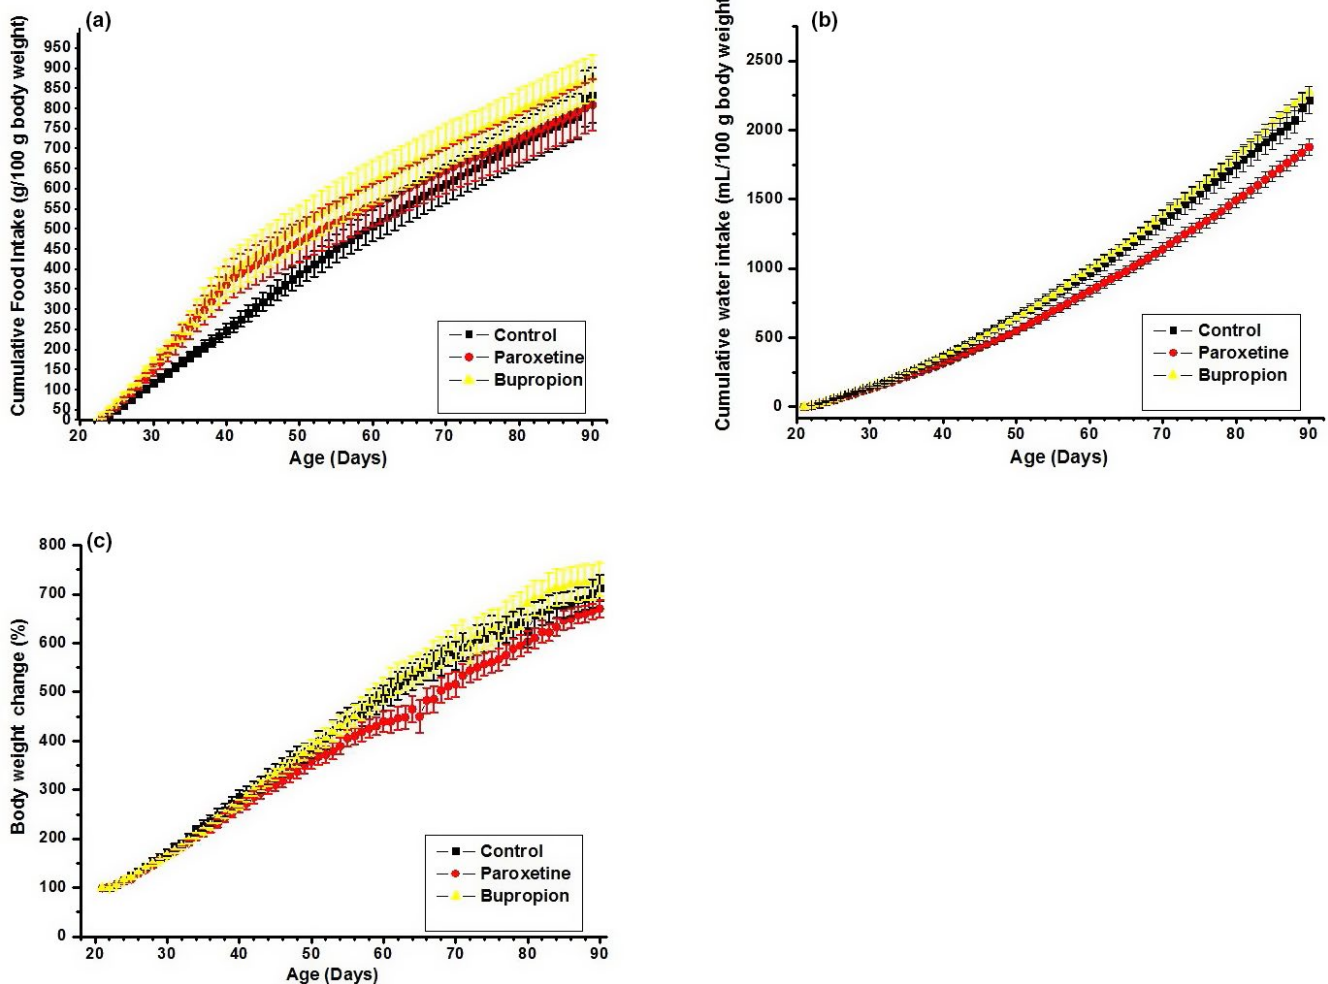 (a)
Cumulative Food Intake (g/100 g body weight)
950
900
850
800
750
700
650
600
550
500
450
400
350
300
250
200
150
100
50
20 30 40 50 60 70 80 90
Age (Days)
Control
Paroxetine
Bupropion
(b)
Cumulative water intake (mL/100 g body weight
2500
2000
1500
1000
500
0
20 30 40 50 60 70 80 90
Age (Days)
Control
Paroxetine
Bupropion
(c)
Body weight change (%)
800
700
600
500
400
300
200
100
0
20 30 40 50 60 70 80 90
Age (Days)
Control
Paroxetine
Bupropion